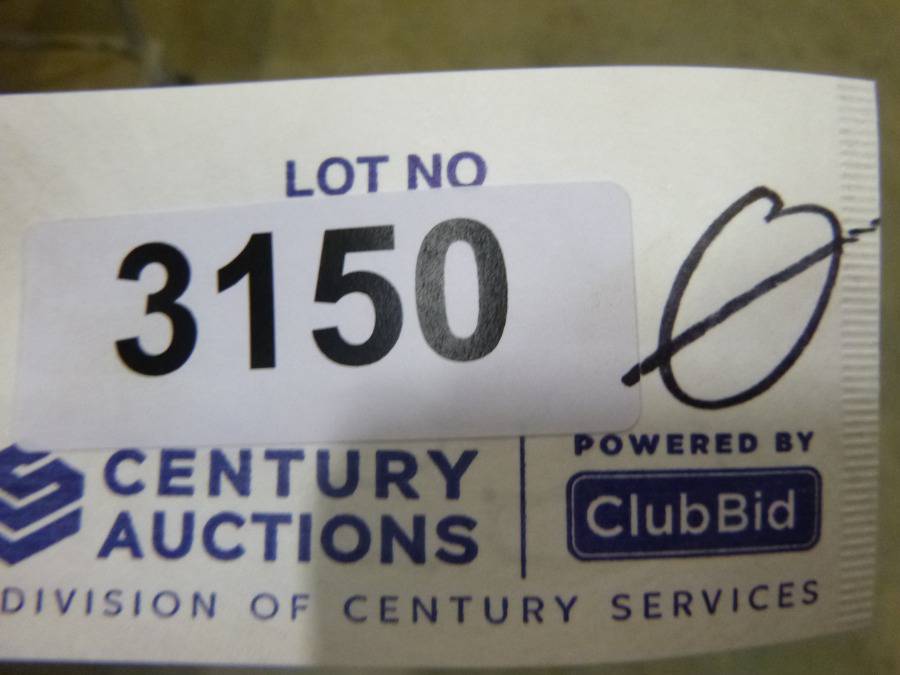 LOT NO
3150 Ø
CENTURY
AUCTIONS
POWERED BY
ClubBid
DIVISION OF CENTURY SERVICES